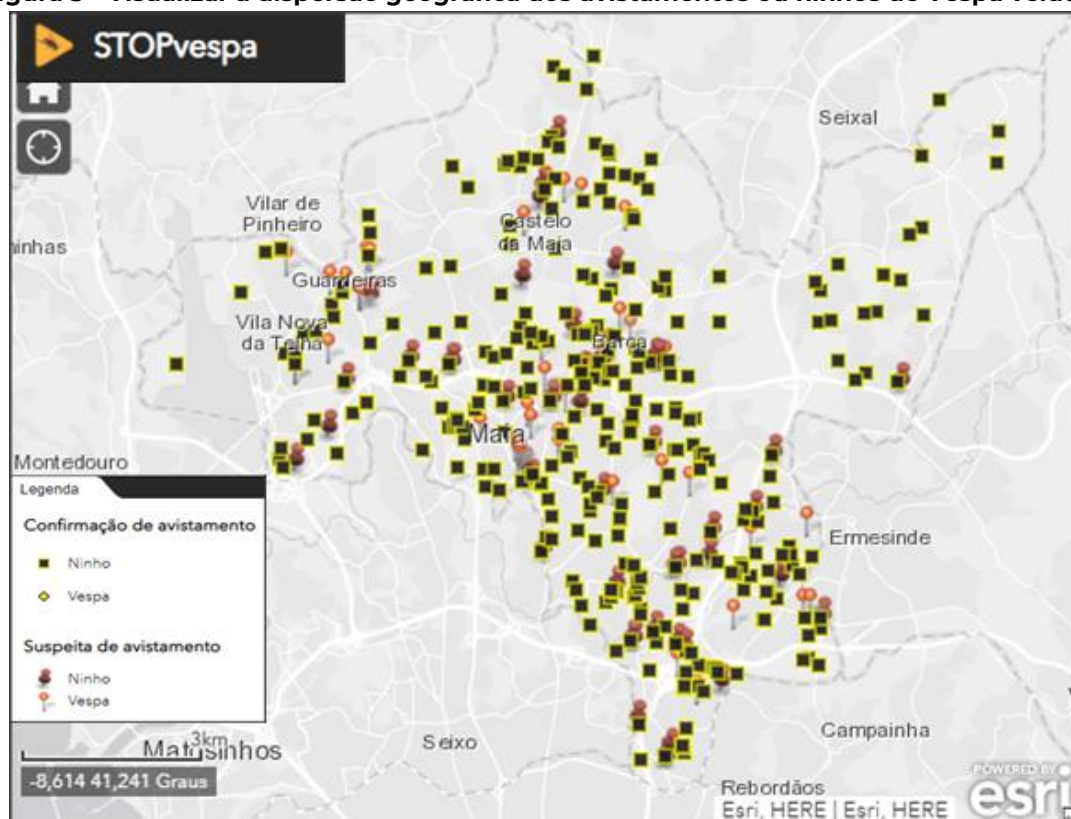 STOPvespa
Seixal
Vilar de
Pinheiro
Castelo
da Maia
Guardeiras
Vila Nova
da Telha
Barca
Maia
Montedouro
Legenda
Confirmação de avistamento
Ninho
Vespa
Suspeita de avistamento
Ninho
Vespa
Ermesinde
Campainha
3km
Matosinhos
Seixo
-8,614 41,241 Graus
Rebordãos
Esri, HERE | Esri, HERE
POWERED BY
esri